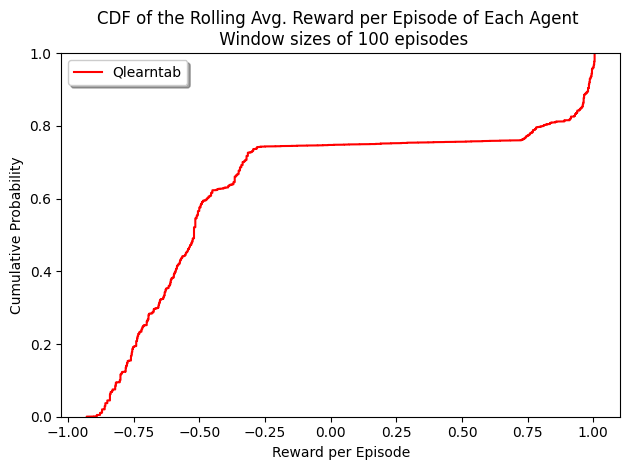 CDF of the Rolling Avg. Reward per Episode of Each Agent
Window sizes of 100 episodes
Qlearntab
Cumulative Probability
1.0
0.8
0.6
0.4
0.2
0.0
−1.00 −0.75 −0.50 −0.25 0.00 0.25 0.50 0.75 1.00
Reward per Episode